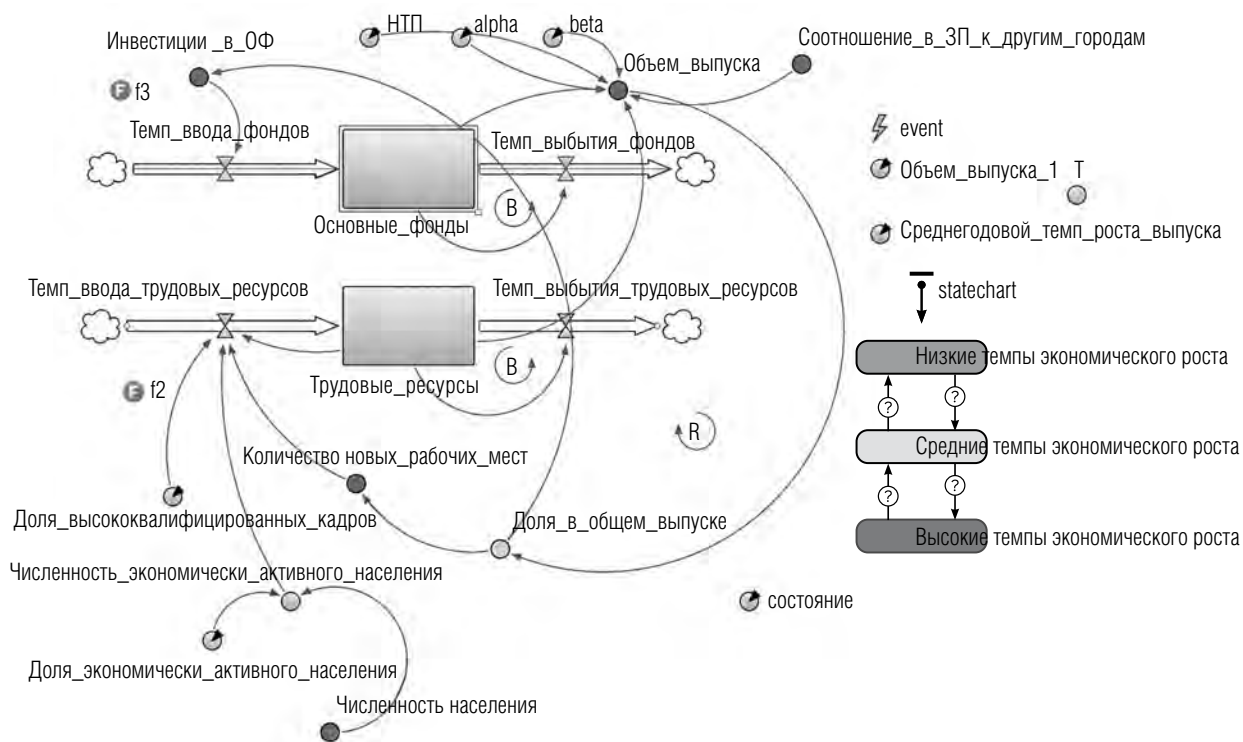 НТП
alpha
beta
Инвестиции _в_ОФ
Объем_выпуска
Соотношение_в_ЗП_к_другим_городам
F f3
Темп_ввода_фондов
Темп_выбытия_фондов
event
Объем_выпуска_1
T
B
Основные_фонды
Среднегодовой_темп_роста_выпуска
Темп_ввода_трудовых_ресурсов
Темп_выбытия_трудовых_ресурсов
statechart
Низкие темпы экономического роста
B
Трудовые_ресурсы
F f2
? ?
R
Средние темпы экономического роста
Количество новых_рабочих_мест
? ?
Доля_высококвалифицированных_кадров
Доля_в_общем_выпуске
Высокие темпы экономического роста
Численность_экономически_активного_населения
состояние
Доля_экономически_активного_населения
Численность населения